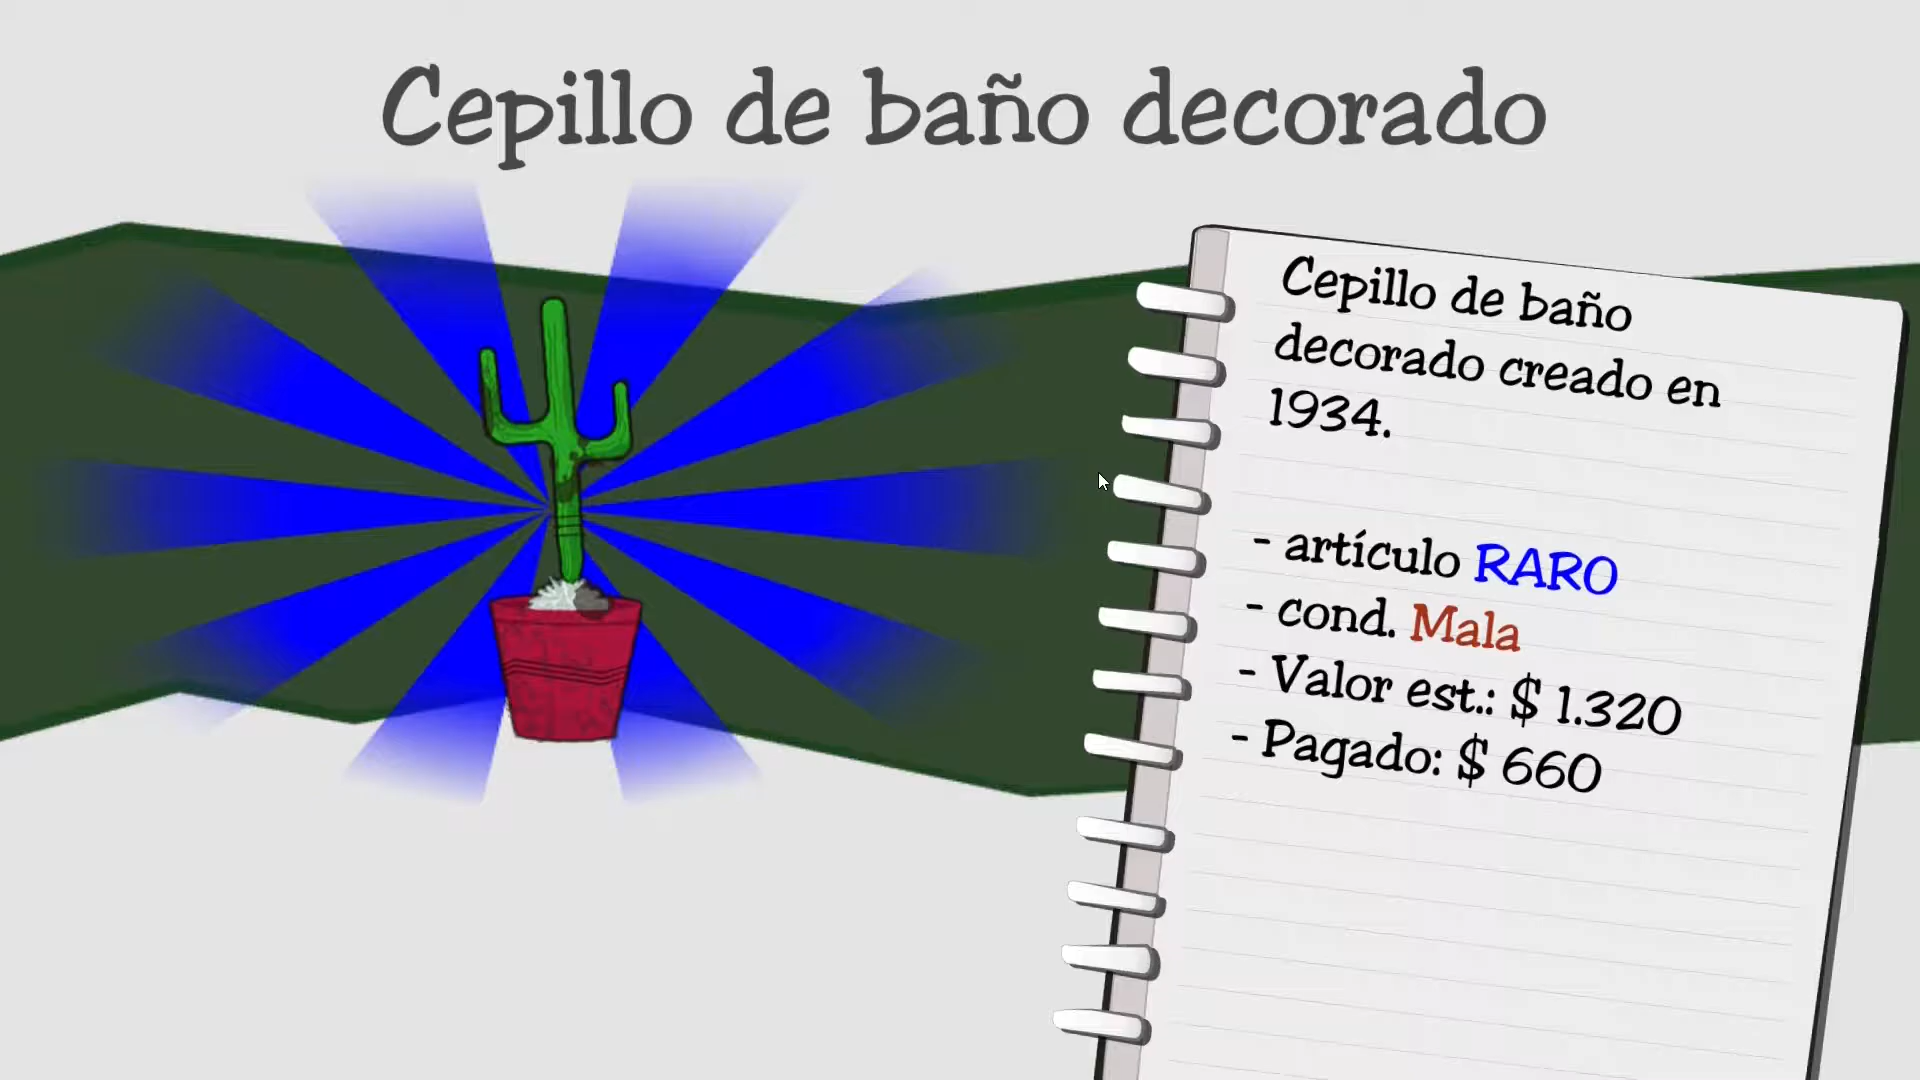 Cepillo de baño decorado
Cepillo de baño
decorado creado en
1934.
- artículo RARO
- cond. Mala
- Valor est.: $ 1.320
- Pagado: $ 660